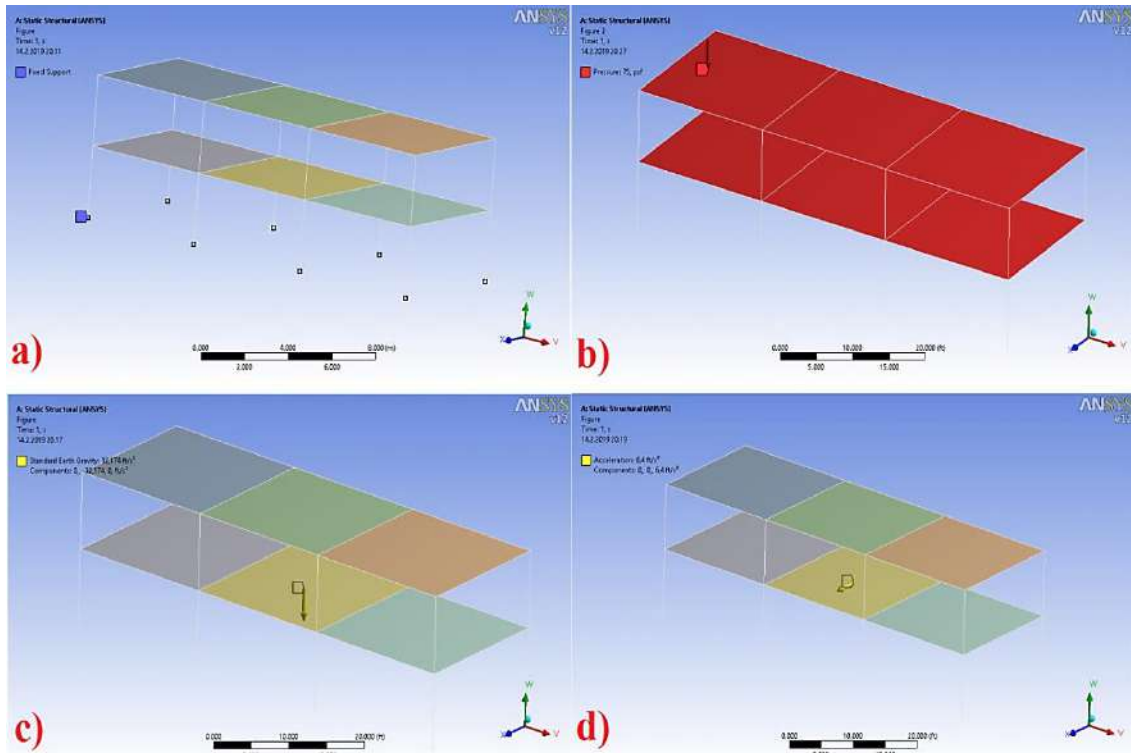 A: Static Structural (ANSYS)
Figure
Time: 1, s
14.2.2019 20:11
Fixed Support
ANSYS
v12
W
X
V
0.000 4.000 8.000 (m)
2.000 6.000
a)
A: Static Structural (ANSYS)
Figure 2
Time: 1, s
14.2.2019 20:27
Pressure: 75, psf
ANSYS
v12
W
X
V
0.000 10.000 20.000 (ft)
5.000 15.000
b)
A: Static Structural (ANSYS)
Figure
Time: 1, s
14.2.2019 20:17
Standard Earth Gravity: 32,174 ft/s²
Components: 0, -32,174, 0, ft/s²
ANSYS
v12
W
X
V
0.000 10.000 20.000 (ft)
c)
A: Static Structural (ANSYS)
Figure
Time: 1, s
14.2.2019 20:19
Acceleration: 6,4 ft/s²
Components: 0, 0, 6,4 ft/s²
ANSYS
v12
W
X
V
0.000 10.000 20.000 (ft)
d)